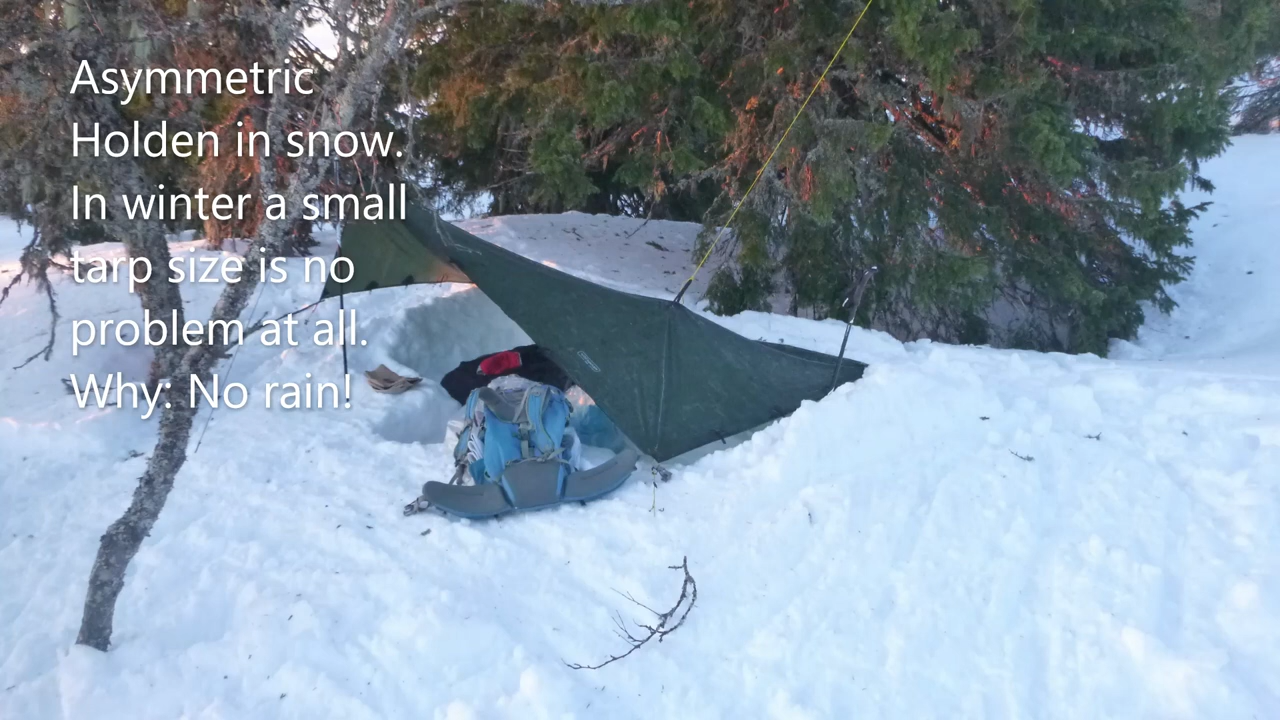 Asymmetric
Holden in snow.
In winter a small
tarp size is no
problem at all.
Why: No rain!